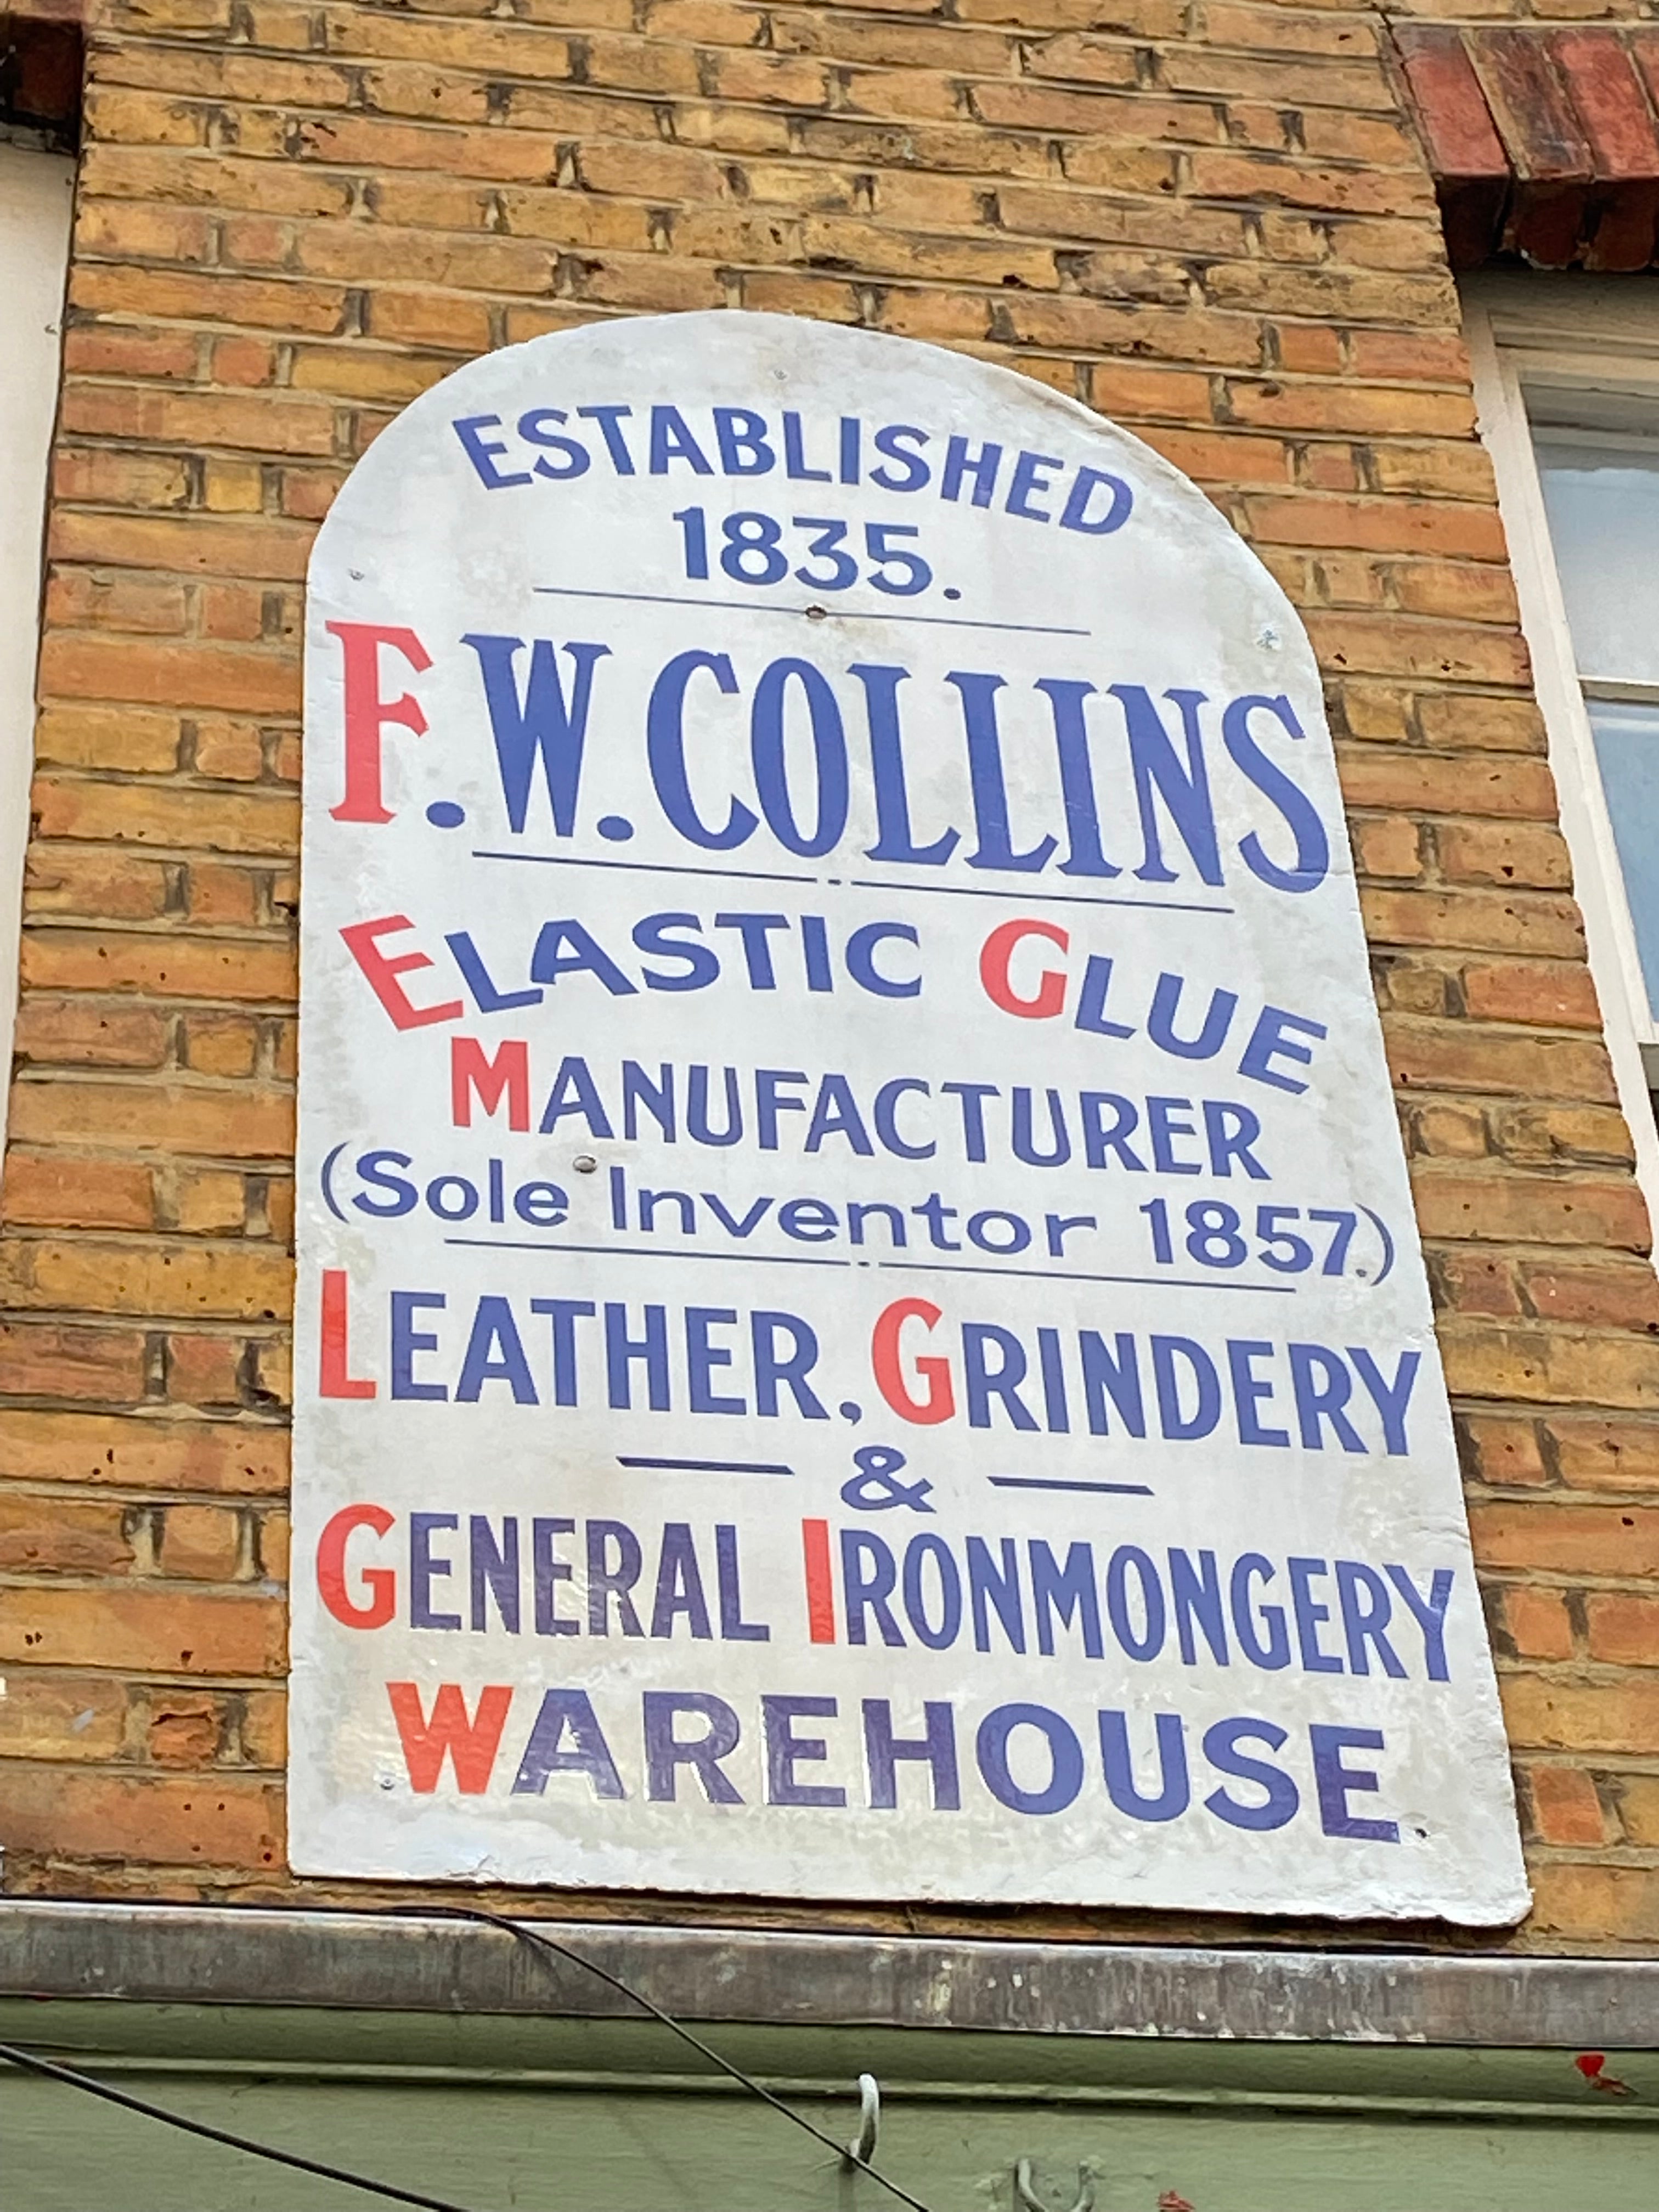 ESTABLISHED
1835.
F.W. COLLINS
ELASTIC GLUE
MANUFACTURER
(Sole Inventor 1857.)
LEATHER, GRINDERY
&
GENERAL IRONMONGERY
WAREHOUSE